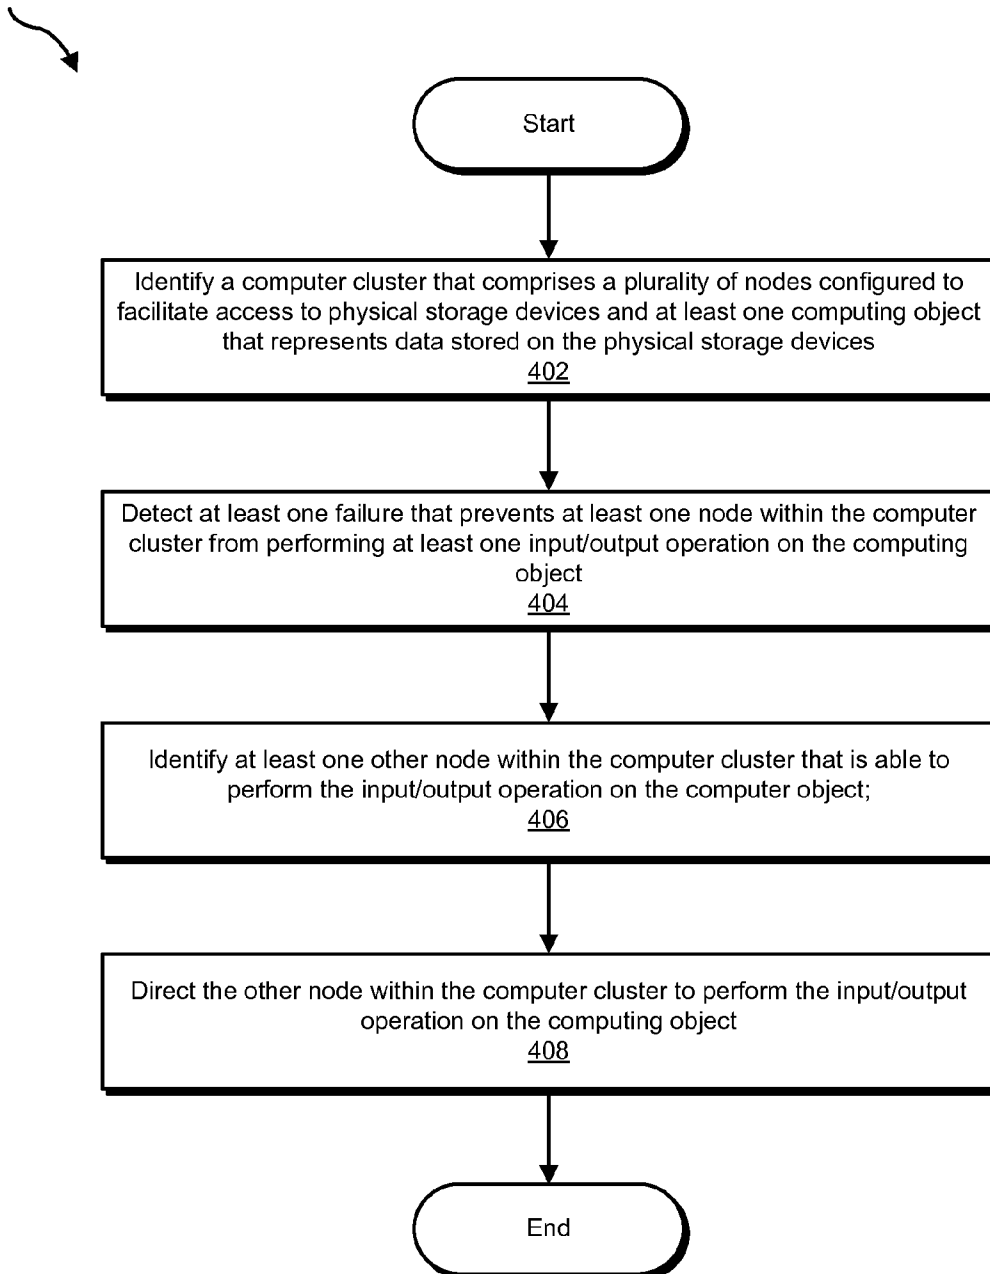 Start
Identify a computer cluster that comprises a plurality of nodes configured to
facilitate access to physical storage devices and at least one computing object
that represents data stored on the physical storage devices
402
Detect at least one failure that prevents at least one node within the computer
cluster from performing at least one input/output operation on the computing
object
404
Identify at least one other node within the computer cluster that is able to
perform the input/output operation on the computer object;
406
Direct the other node within the computer cluster to perform the input/output
operation on the computing object
408
End